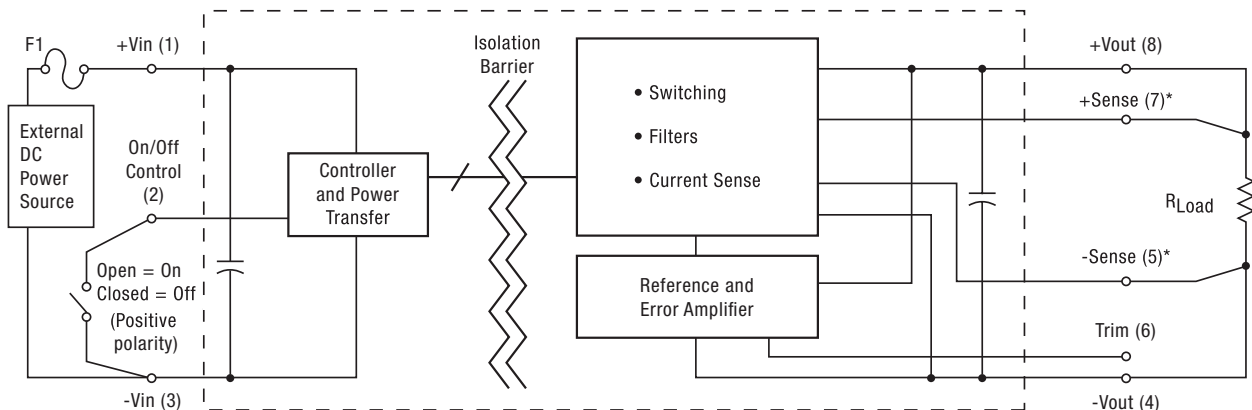 F1
+Vin (1)
External
DC
Power
Source
On/Off
Control
(2)
Open = On
Closed = Off
(Positive
polarity)
-Vin (3)
Controller
and Power
Transfer
Isolation
Barrier
• Switching
• Filters
• Current Sense
Reference and
Error Amplifier
+Vout (8)
+Sense (7)*
RLoad
-Sense (5)*
Trim (6)
-Vout (4)